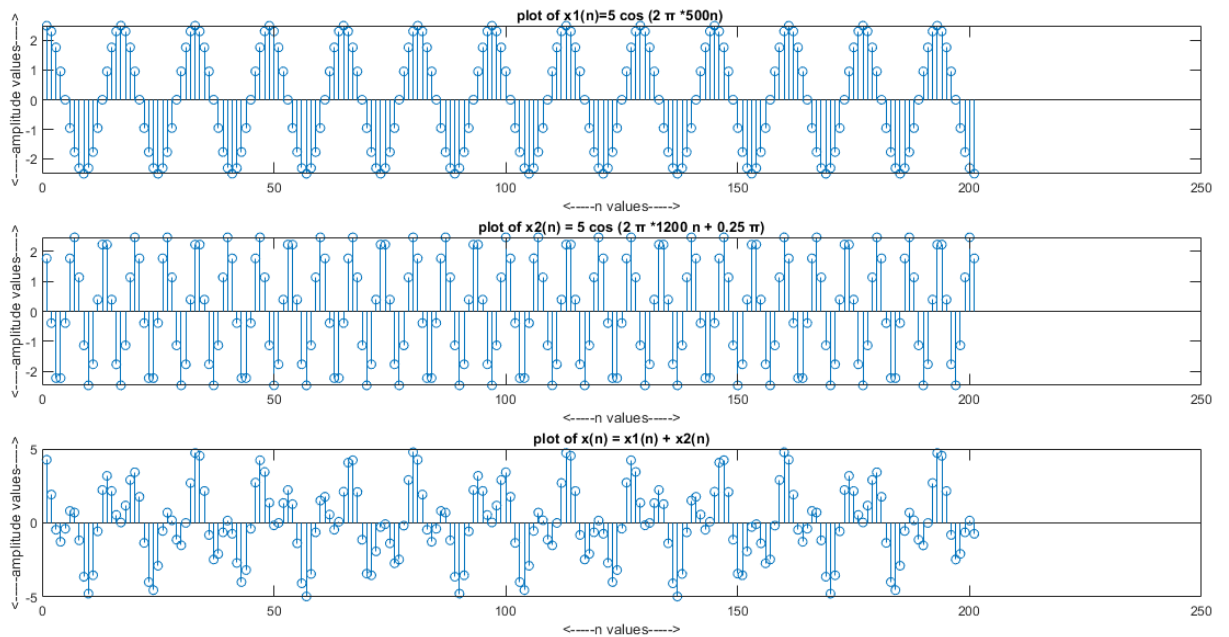 plot of x1(n)=5 cos (2 π *500n)
<-----amplitude values----->
2
1
0
-1
-2
0 50 100 150 200 250
<-----n values----->
plot of x2(n) = 5 cos (2 π *1200 n + 0.25 π)
<-----amplitude values----->
2
1
0
-1
-2
0 50 100 150 200 250
<-----n values----->
plot of x(n) = x1(n) + x2(n)
<-----amplitude values----->
5
0
-5
0 50 100 150 200 250
<-----n values----->